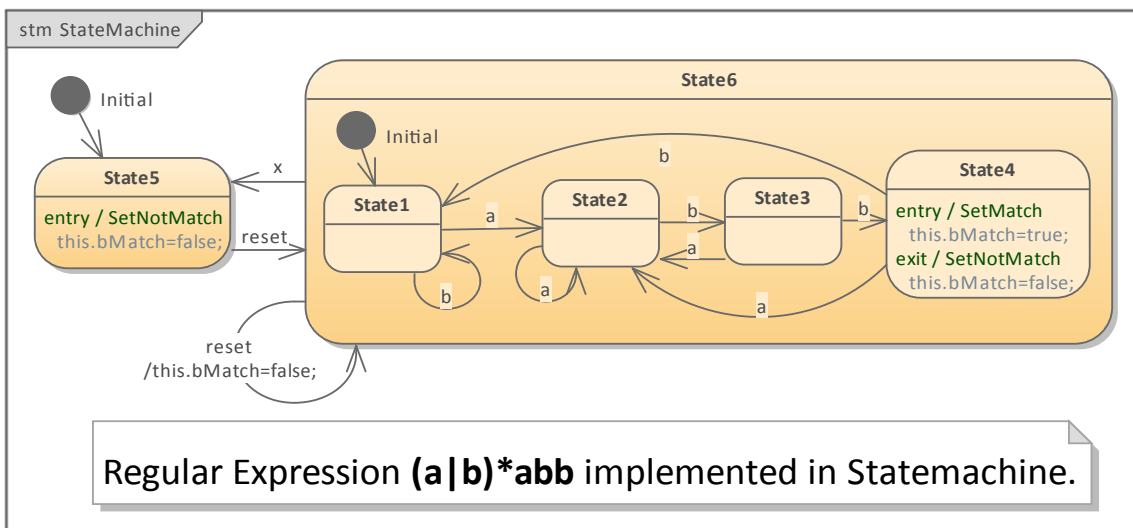 stm StateMachine
Initial
State6
Initial
State5
entry / SetNotMatch
this.bMatch=false;
x
reset
State1
a
b
State2
a
b
a
State3
b
b
a
State4
entry / SetMatch
this.bMatch=true;
exit / SetNotMatch
this.bMatch=false;
reset
/this.bMatch=false;
Regular Expression (a|b)*abb implemented in Statemachine.